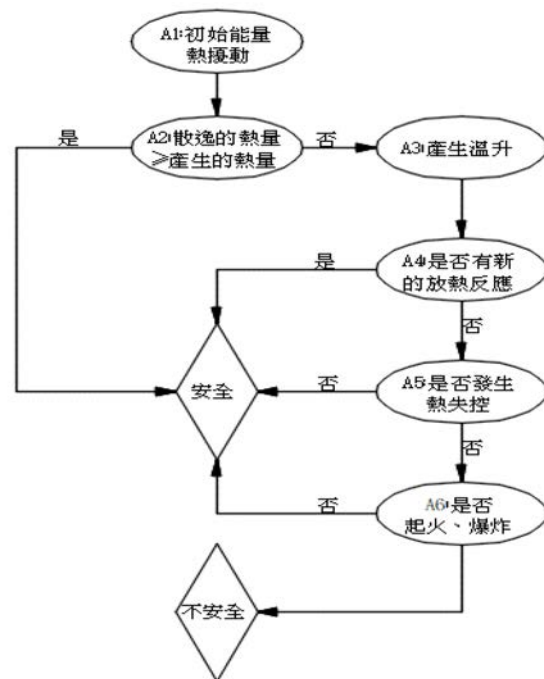 A1:初始能量
熱擾動
是
A2:散逸的熱量
≥產生的熱量
否
A3:產生溫升
是
A4:是否有新
的放熱反應
否
安全
否
A5:是否發生
熱失控
否
否
A6:是否
起火、爆炸
不安全